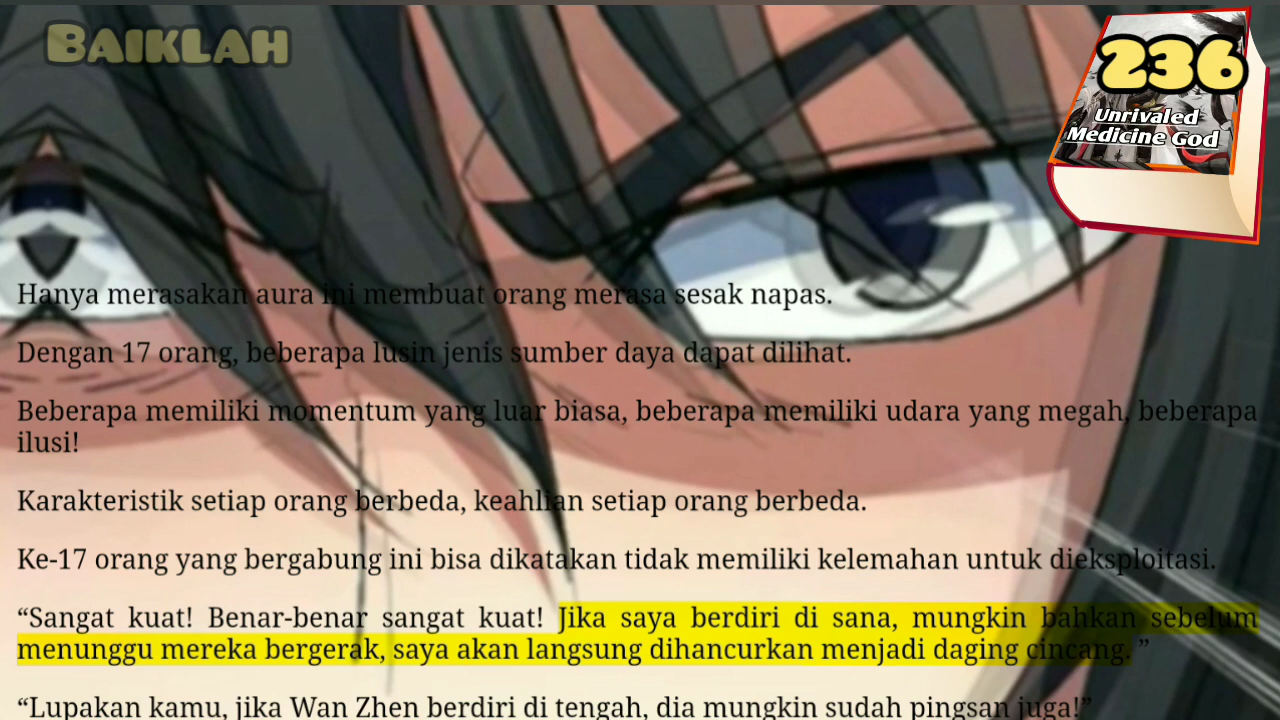 BAIKLAH
236
Unrivaled
Medicine God
Hanya merasakan aura ini membuat orang merasa sesak napas.
Dengan 17 orang, beberapa lusin jenis sumber daya dapat dilihat.
Beberapa memiliki momentum yang luar biasa, beberapa memiliki udara yang megah, beberapa
ilusi!
Karakteristik setiap orang berbeda, keahlian setiap orang berbeda.
Ke-17 orang yang bergabung ini bisa dikatakan tidak memiliki kelemahan untuk dieksploitasi.
“Sangat kuat! Benar-benar sangat kuat! Jika saya berdiri di sana, mungkin bahkan sebelum
menunggu mereka bergerak, saya akan langsung dihancurkan menjadi daging cincang. ”
“Lupakan kamu, jika Wan Zhen berdiri di tengah, dia mungkin sudah pingsan juga!”